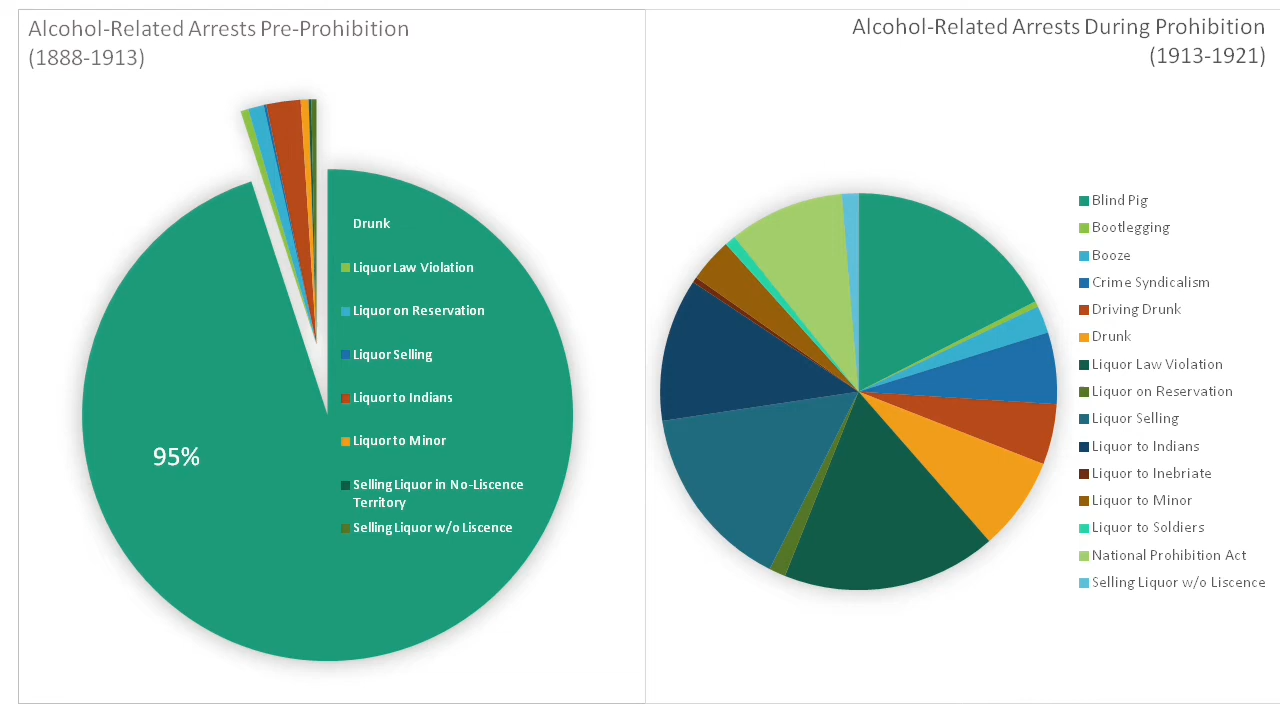 Alcohol-Related Arrests Pre-Prohibition
(1888-1913)
Drunk
Liquor Law Violation
Liquor on Reservation
Liquor Selling
Liquor to Indians
Liquor to Minor
Selling Liquor in No-Liscence
Territory
Selling Liquor w/o Liscence
95%
Alcohol-Related Arrests During Prohibition
(1913-1921)
Blind Pig
Bootlegging
Booze
Crime Syndicalism
Driving Drunk
Drunk
Liquor Law Violation
Liquor on Reservation
Liquor Selling
Liquor to Indians
Liquor to Inebriate
Liquor to Minor
Liquor to Soldiers
National Prohibition Act
Selling Liquor w/o Liscence